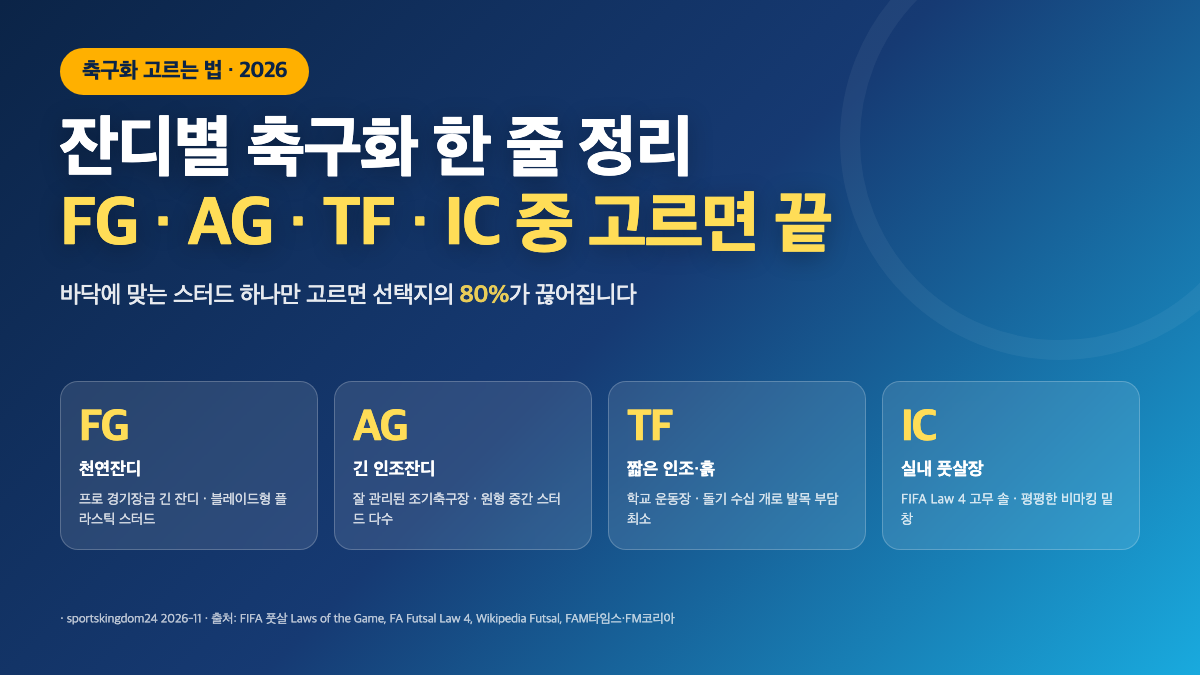 축구화 고르는 법 · 2026
잔디별 축구화 한 줄 정리
FG · AG · TF · IC 중 고르면 끝
바닥에 맞는 스터드 하나만 고르면 선택지의 80%가 끊어집니다
FG
천연잔디
프로 경기장급 긴 잔디 · 블레이드형 플
라스틱 스터드
AG
긴 인조잔디
잘 관리된 조기축구장 · 원형 중간 스터
드 다수
TF
짧은 인조·흙
학교 운동장 · 돌기 수십 개로 발목 부담
최소
IC
실내 풋살장
FIFA Law 4 고무 솔 · 평평한 비마킹 밑
창
· sportskingdom24 2026-11 · 출처: FIFA 풋살 Laws of the Game, FA Futsal Law 4, Wikipedia Futsal, FAM타임스·FM코리아